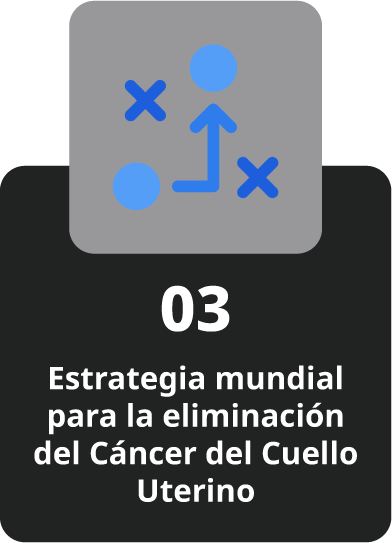 03
Estrategia mundial
para la eliminación
del Cáncer del Cuello
Uterino